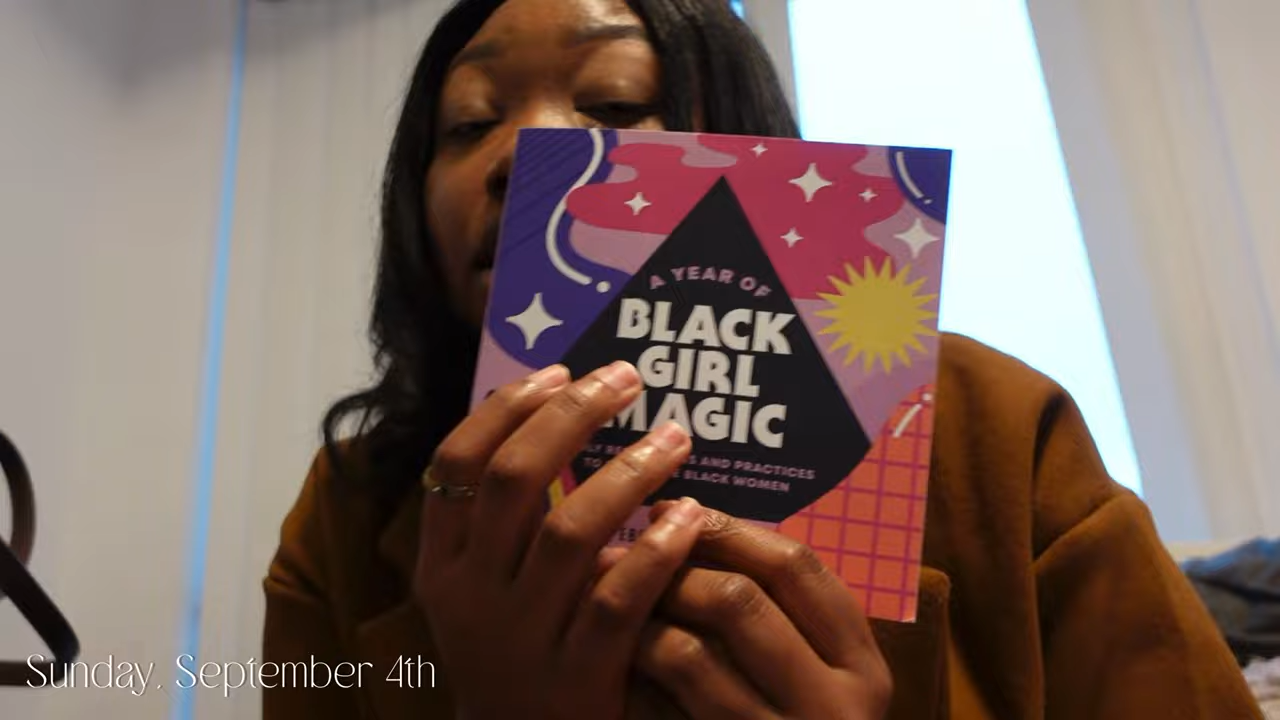 A YEAR OF
BLACK
GIRL
MAGIC
AND PRACTICES
BLACK WOMEN
Sunday, September 4th